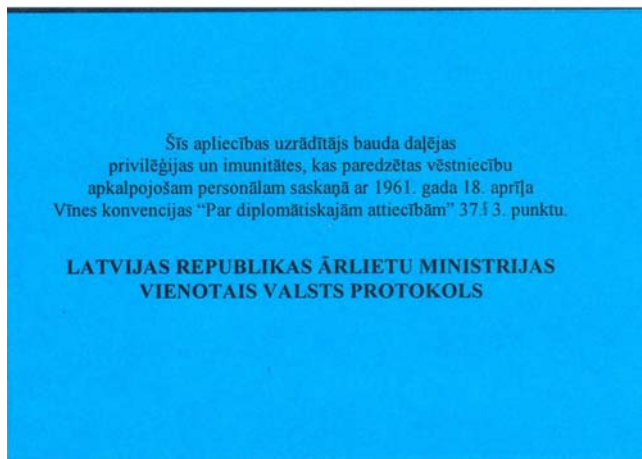 Šīs apliecības uzrādītājs bauda daļējas
privilēģijas un imunitātes, kas paredzētas vēstniecību
apkalpojošam personālam saskaņā ar 1961. gada 18. aprīļa
Vīnes konvencijas “Par diplomātiskajām attiecībām” 37.§ 3. punktu.
LATVIJAS REPUBLIKAS ĀRLIETU MINISTRIJAS
VIENOTAIS VALSTS PROTOKOLS